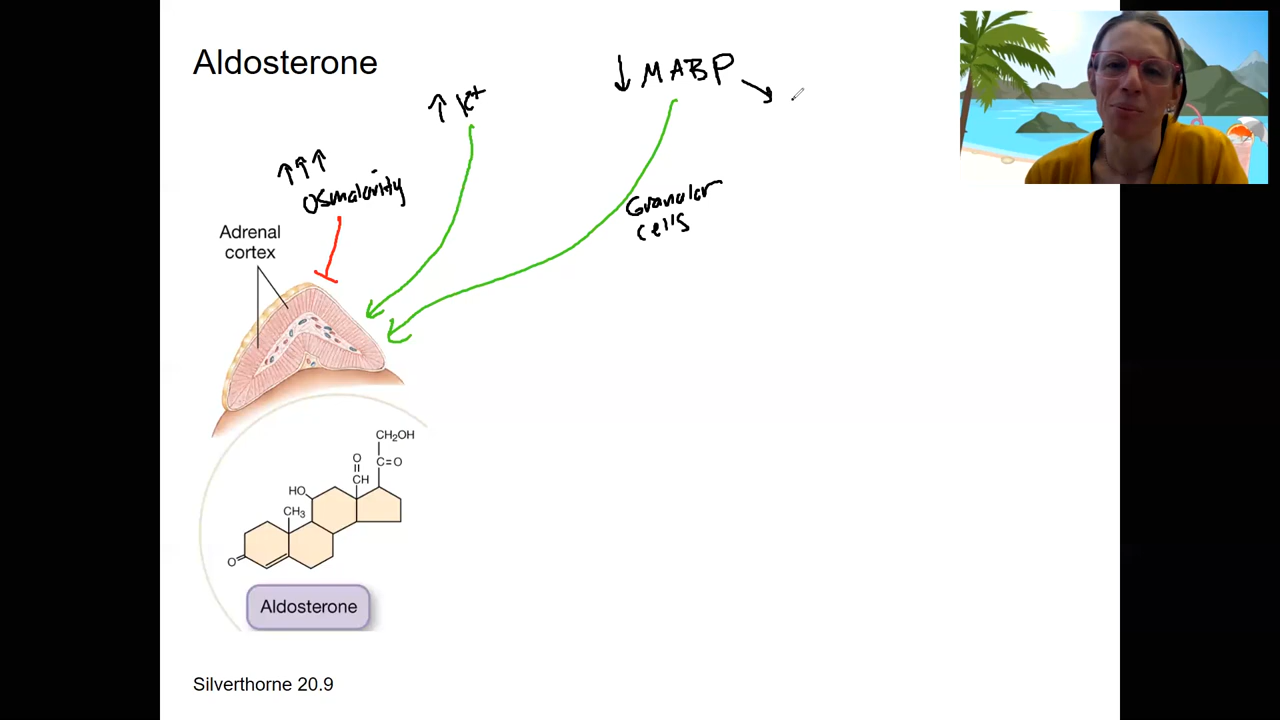 Aldosterone
↓ MABP
↑ K+
↑↑↑
Osmolarity
Granular
cells
Adrenal
cortex
CH2OH
O
C=O
CH
HO
CH3
O
Aldosterone
Silverthorne 20.9